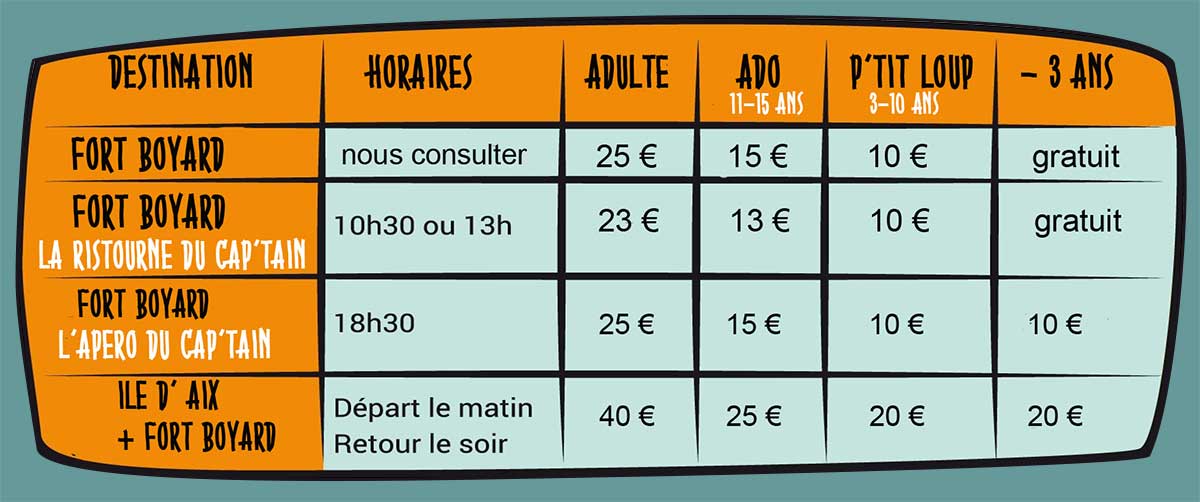 DESTINATION HORAIRES ADULTE ADO P'TIT LOUP – 3 ANS
11–15 ANS 3–10 ANS
FORT BOYARD nous consulter 25 € 15 € 10 € gratuit
FORT BOYARD
LA RISTOURNE DU CAP'TAIN 10h30 ou 13h 23 € 13 € 10 € gratuit
FORT BOYARD
L'APERO DU CAP'TAIN 18h30 25 € 15 € 10 € 10 €
ILE D' AIX
+ FORT BOYARD
Départ le matin
Retour le soir
40 € 25 € 20 € 20 €